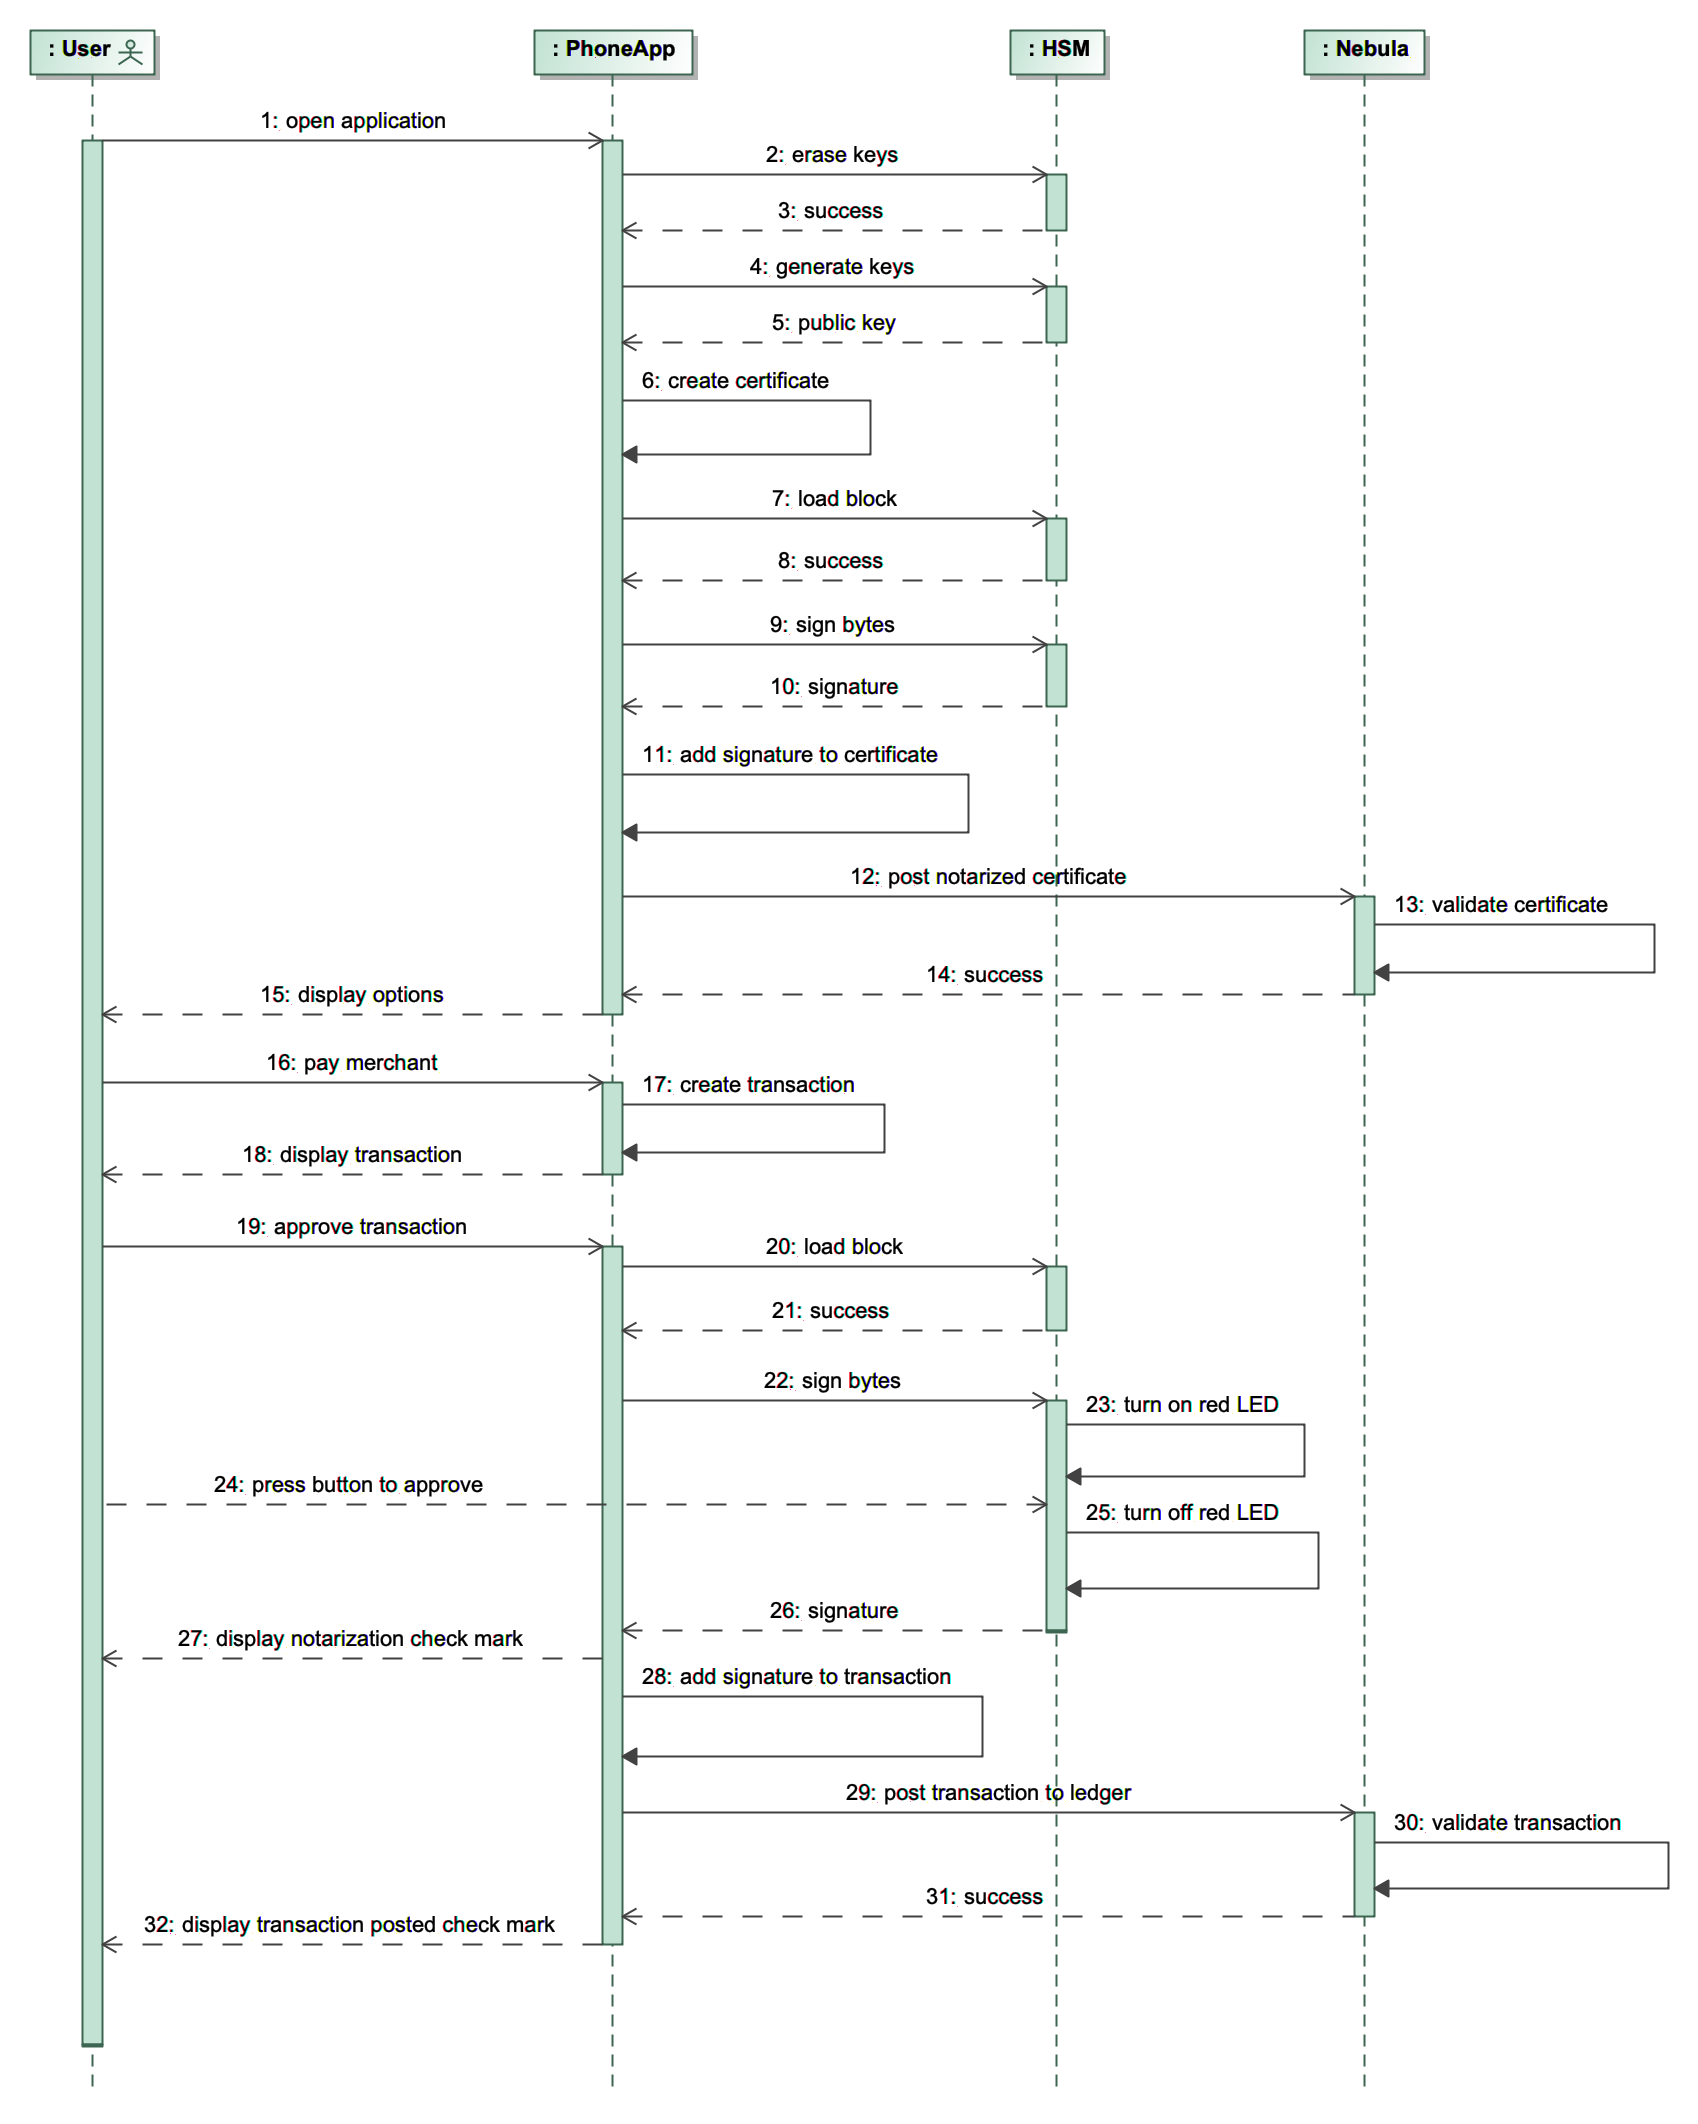 : User
: PhoneApp
: HSM
: Nebula
1: open application
2: erase keys
3: success
4: generate keys
5: public key
6: create certificate
7: load block
8: success
9: sign bytes
10: signature
11: add signature to certificate
12: post notarized certificate
13: validate certificate
14: success
15: display options
16: pay merchant
17: create transaction
18: display transaction
19: approve transaction
20: load block
21: success
22: sign bytes
23: turn on red LED
24: press button to approve
25: turn off red LED
26: signature
27: display notarization check mark
28: add signature to transaction
29: post transaction to ledger
30: validate transaction
31: success
32: display transaction posted check mark